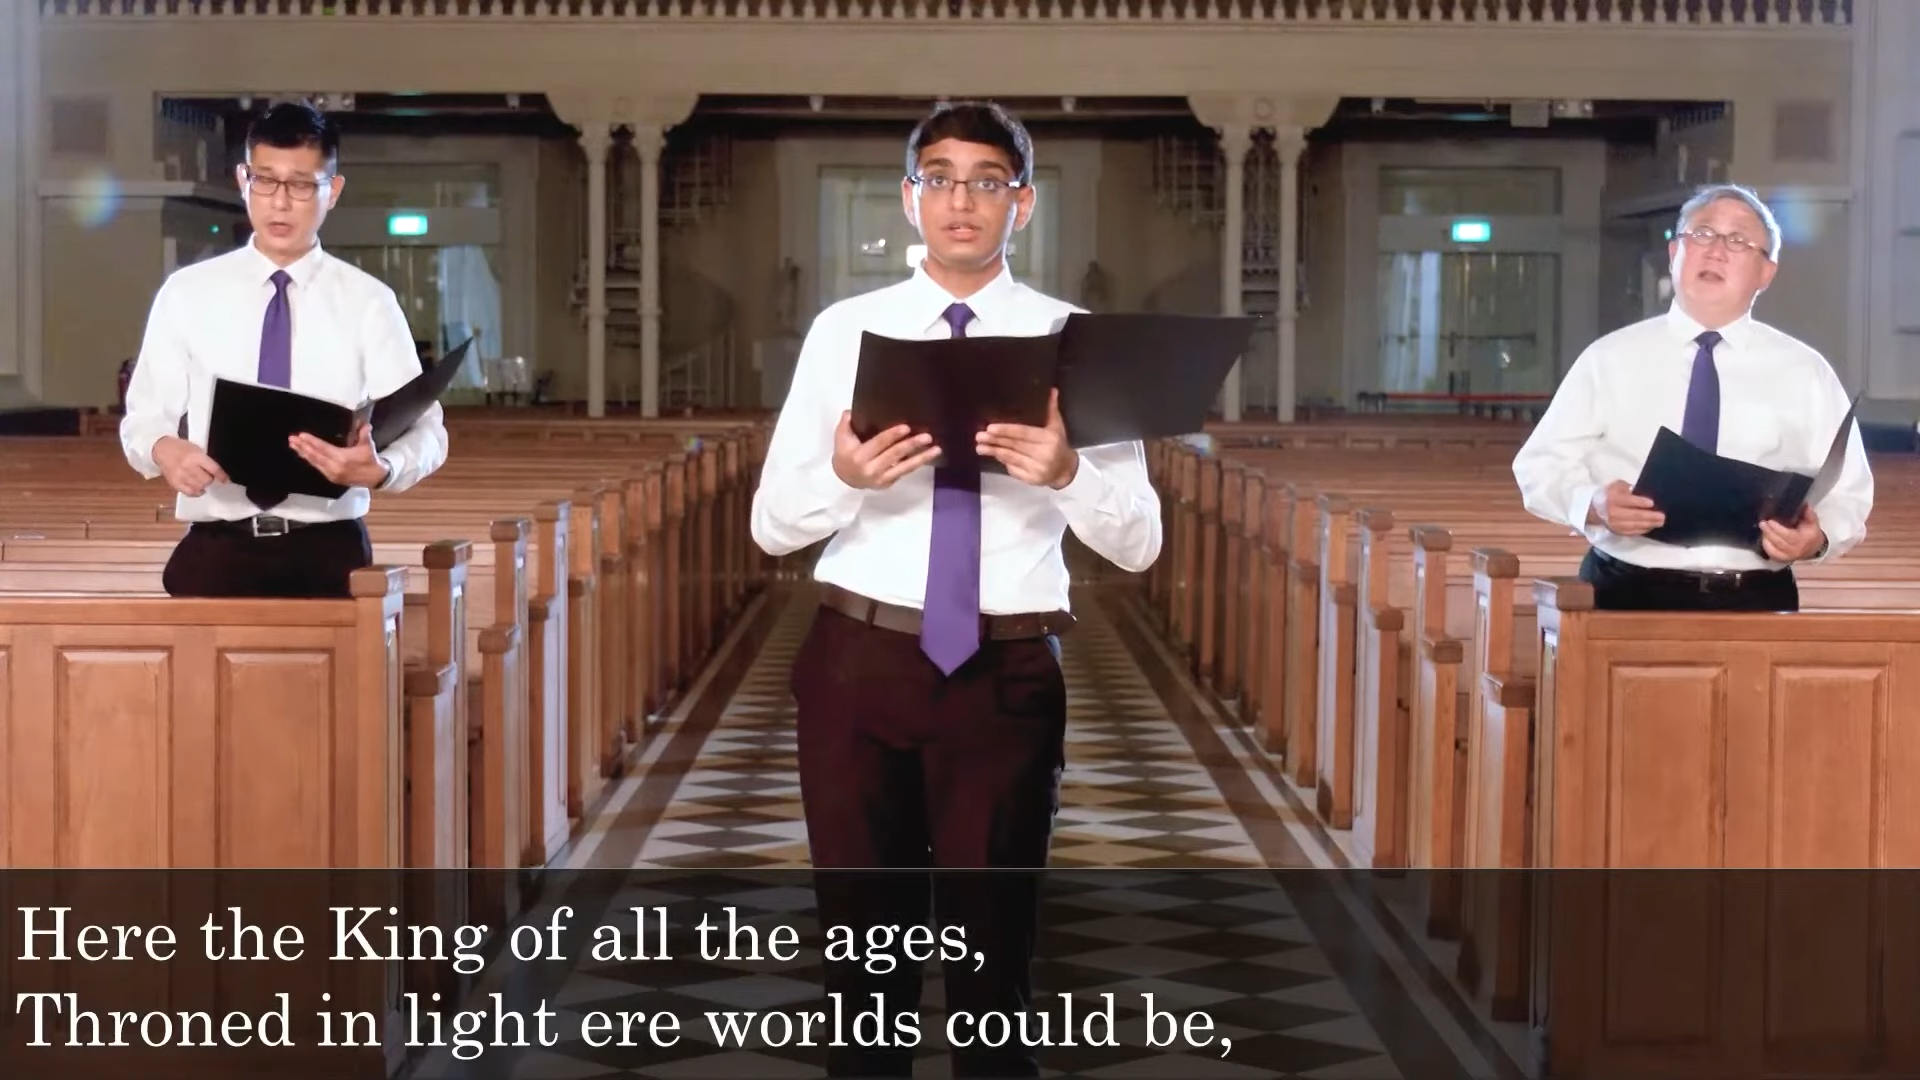 Here the King of all the ages,
Throned in light ere worlds could be,